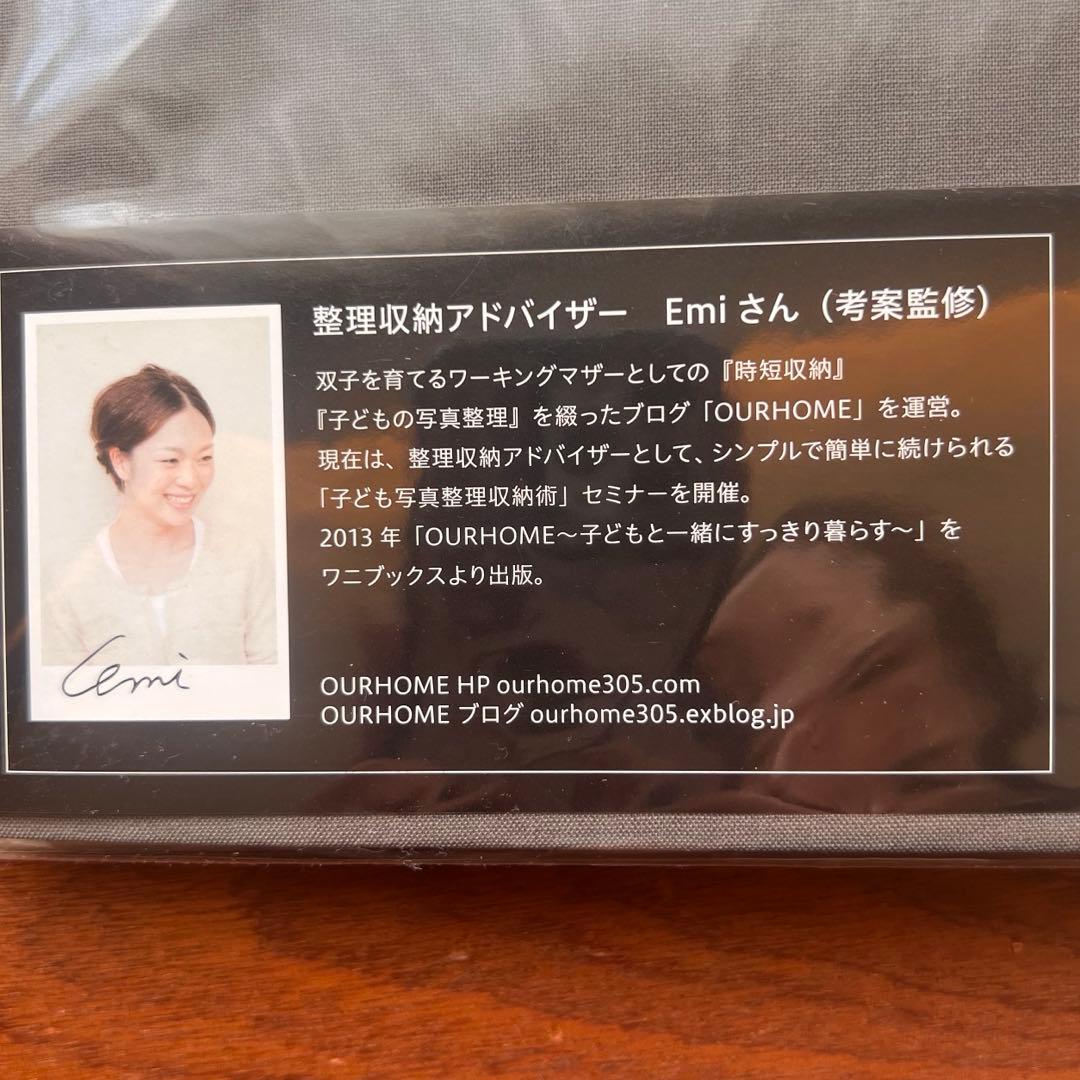 整理収納アドバイザー　Emi さん（考案監修）
双子を育てるワーキングマザーとしての『時短収納』
『子どもの写真整理』を綴ったブログ「OURHOME」を運営。
現在は、整理収納アドバイザーとして、シンプルで簡単に続けられる
「子ども写真整理収納術」セミナーを開催。
2013 年「OURHOME〜子どもと一緒にすっきり暮らす〜」を
ワニブックスより出版。
emi
OURHOME HP ourhome305.com
OURHOME ブログ ourhome305.exblog.jp